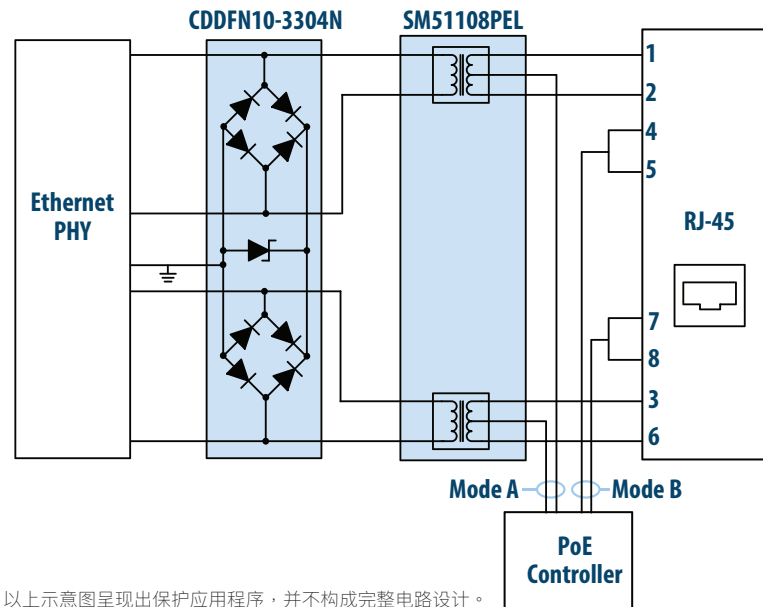 CDDFN10-3304N
SM51108PEL
Ethernet
PHY
1
2
4
5
RJ-45
7
8
3
6
Mode A
Mode B
PoE
Controller
以上示意图呈现出保护应用程序，并不构成完整电路设计。